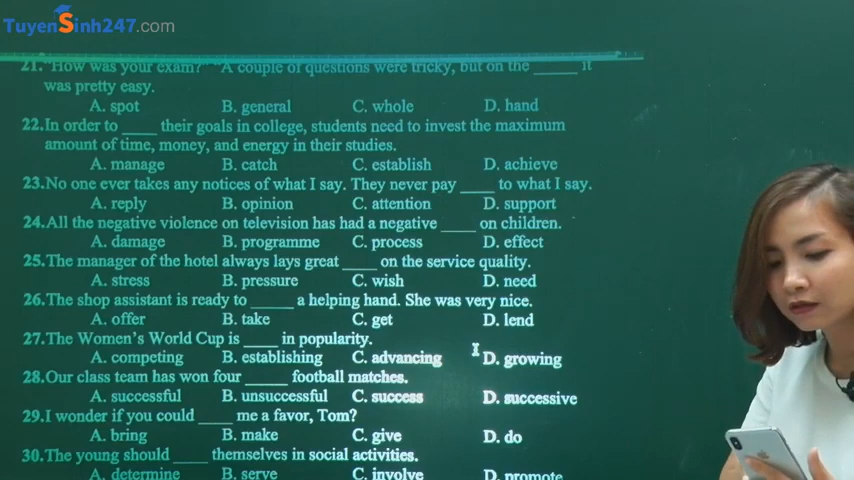 TuyenSinh247.com
21. "How was your exam?" "A couple of questions were tricky, but on the _____ it
was pretty easy.
A. spot B. general C. whole D. hand
22.In order to ____ their goals in college, students need to invest the maximum
amount of time, money, and energy in their studies.
A. manage B. catch C. establish D. achieve
23.No one ever takes any notices of what I say. They never pay ____ to what I say.
A. reply B. opinion C. attention D. support
24.All the negative violence on television has had a negative ____ on children.
A. damage B. programme C. process D. effect
25.The manager of the hotel always lays great ____ on the service quality.
A. stress B. pressure C. wish D. need
26.The shop assistant is ready to _____ a helping hand. She was very nice.
A. offer B. take C. get D. lend
27.The Women's World Cup is ____ in popularity.
A. competing B. establishing C. advancing D. growing
28.Our class team has won four _____ football matches.
A. successful B. unsuccessful C. success D. successive
29.I wonder if you could ____ me a favor, Tom?
A. bring B. make C. give D. do
30.The young should ____ themselves in social activities.
A. determine B. serve C. involve D. promote